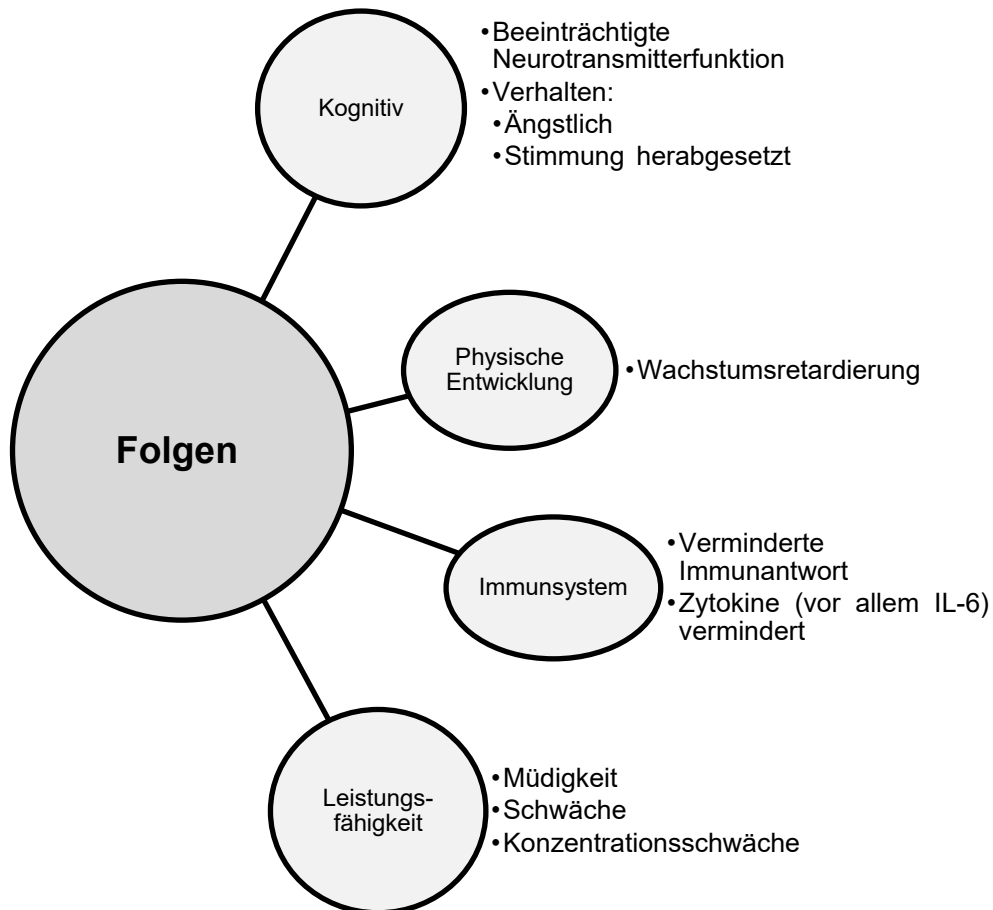 Kognitiv
•Beeinträchtigte
Neurotransmitterfunktion
•Verhalten:
•Ängstlich
•Stimmung herabgesetzt
Folgen
Physische
Entwicklung
•Wachstumsretardierung
Immunsystem
•Verminderte
Immunantwort
•Zytokine (vor allem IL-6)
vermindert
Leistungs-
fähigkeit
•Müdigkeit
•Schwäche
•Konzentrationsschwäche